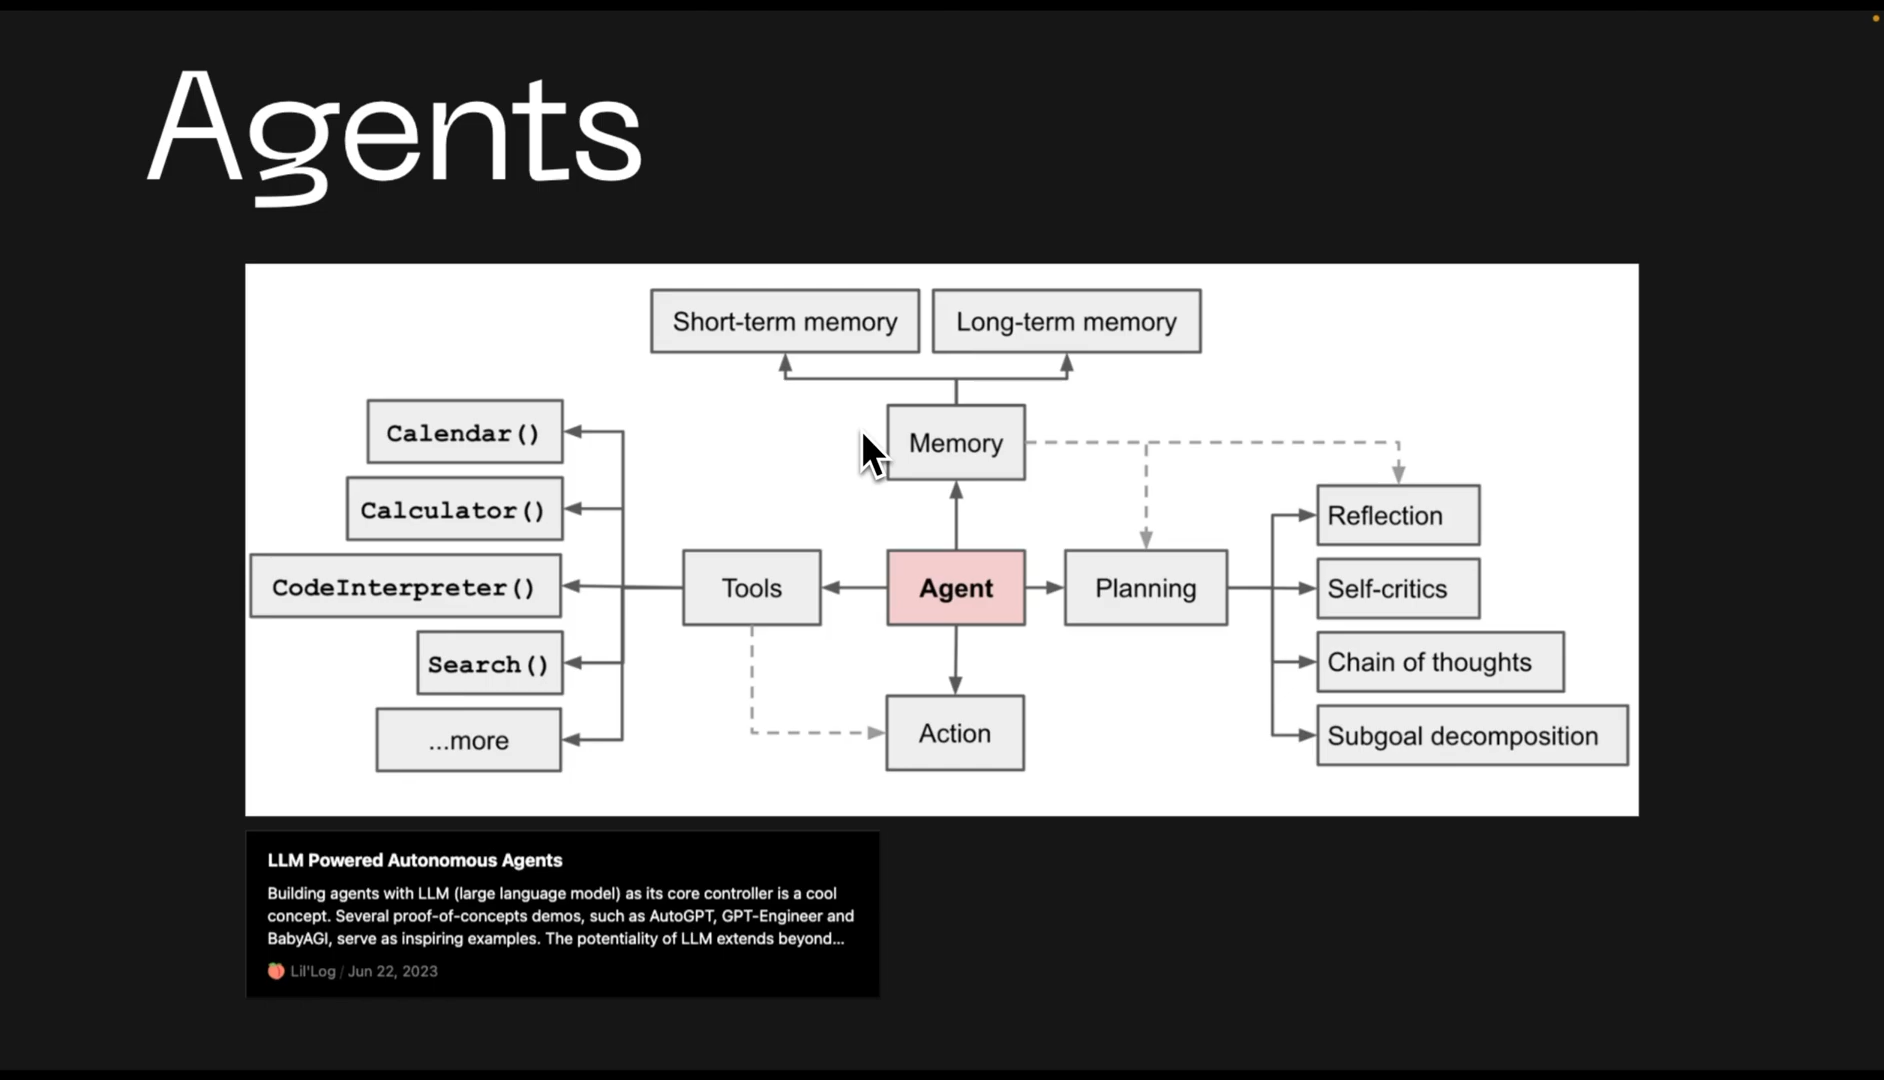 Agents
Short-term memory
Long-term memory
Calendar()
Memory
Calculator()
Reflection
CodeInterpreter()
Tools
Agent
Planning
Self-critics
Search()
Chain of thoughts
...more
Action
Subgoal decomposition
LLM Powered Autonomous Agents
Building agents with LLM (large language model) as its core controller is a cool
concept. Several proof-of-concepts demos, such as AutoGPT, GPT-Engineer and
BabyAGI, serve as inspiring examples. The potentiality of LLM extends beyond...
Lil'Log / Jun 22, 2023